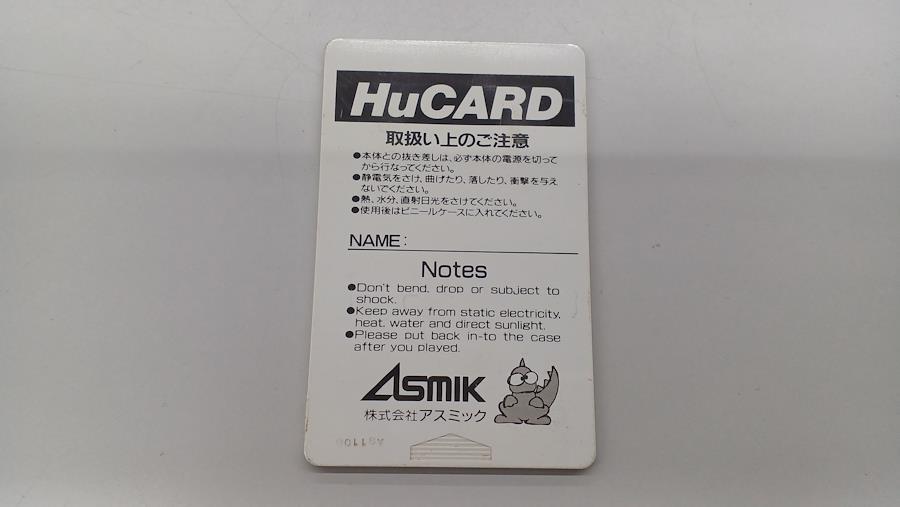 HuCARD
取扱い上のご注意
●本体との抜き差しは、必ず本体の電源を切って
から行なってください。
●静電気をさけ、曲げたり、落したり、衝撃を与え
ないでください。
●熱、水分、直射日光をさけてください。
●使用後はビニールケースに入れてください。
NAME:
Notes
●Don't bend, drop or subject to
shock.
●Keep away from static electricity,
heat, water and direct sunlight.
●Please put back in-to the case
after you played.
ASMIK
株式会社アスミック